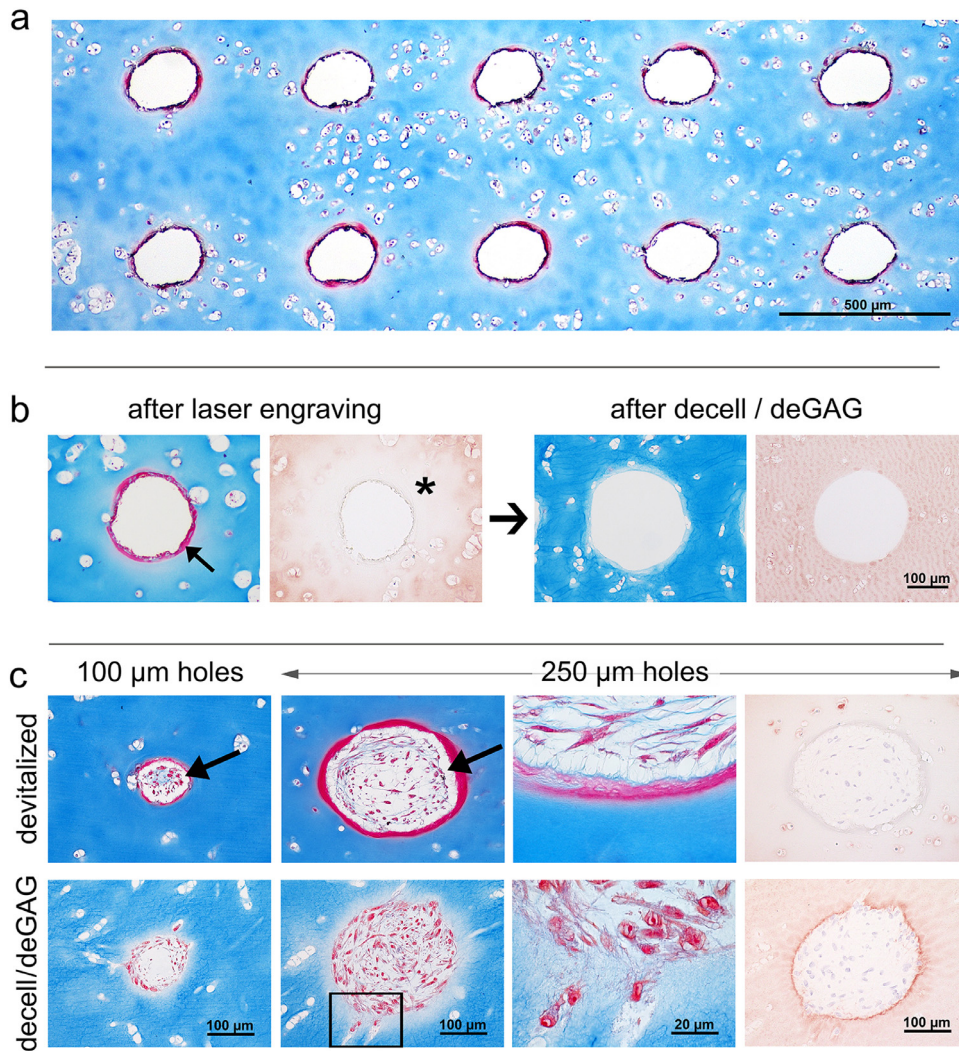 a
500 µm
b
after laser engraving
after decell / deGAG
*
100 µm
c
100 µm holes
250 µm holes
devitalized
decell/deGAG
100 µm
100 µm
20 µm
100 µm